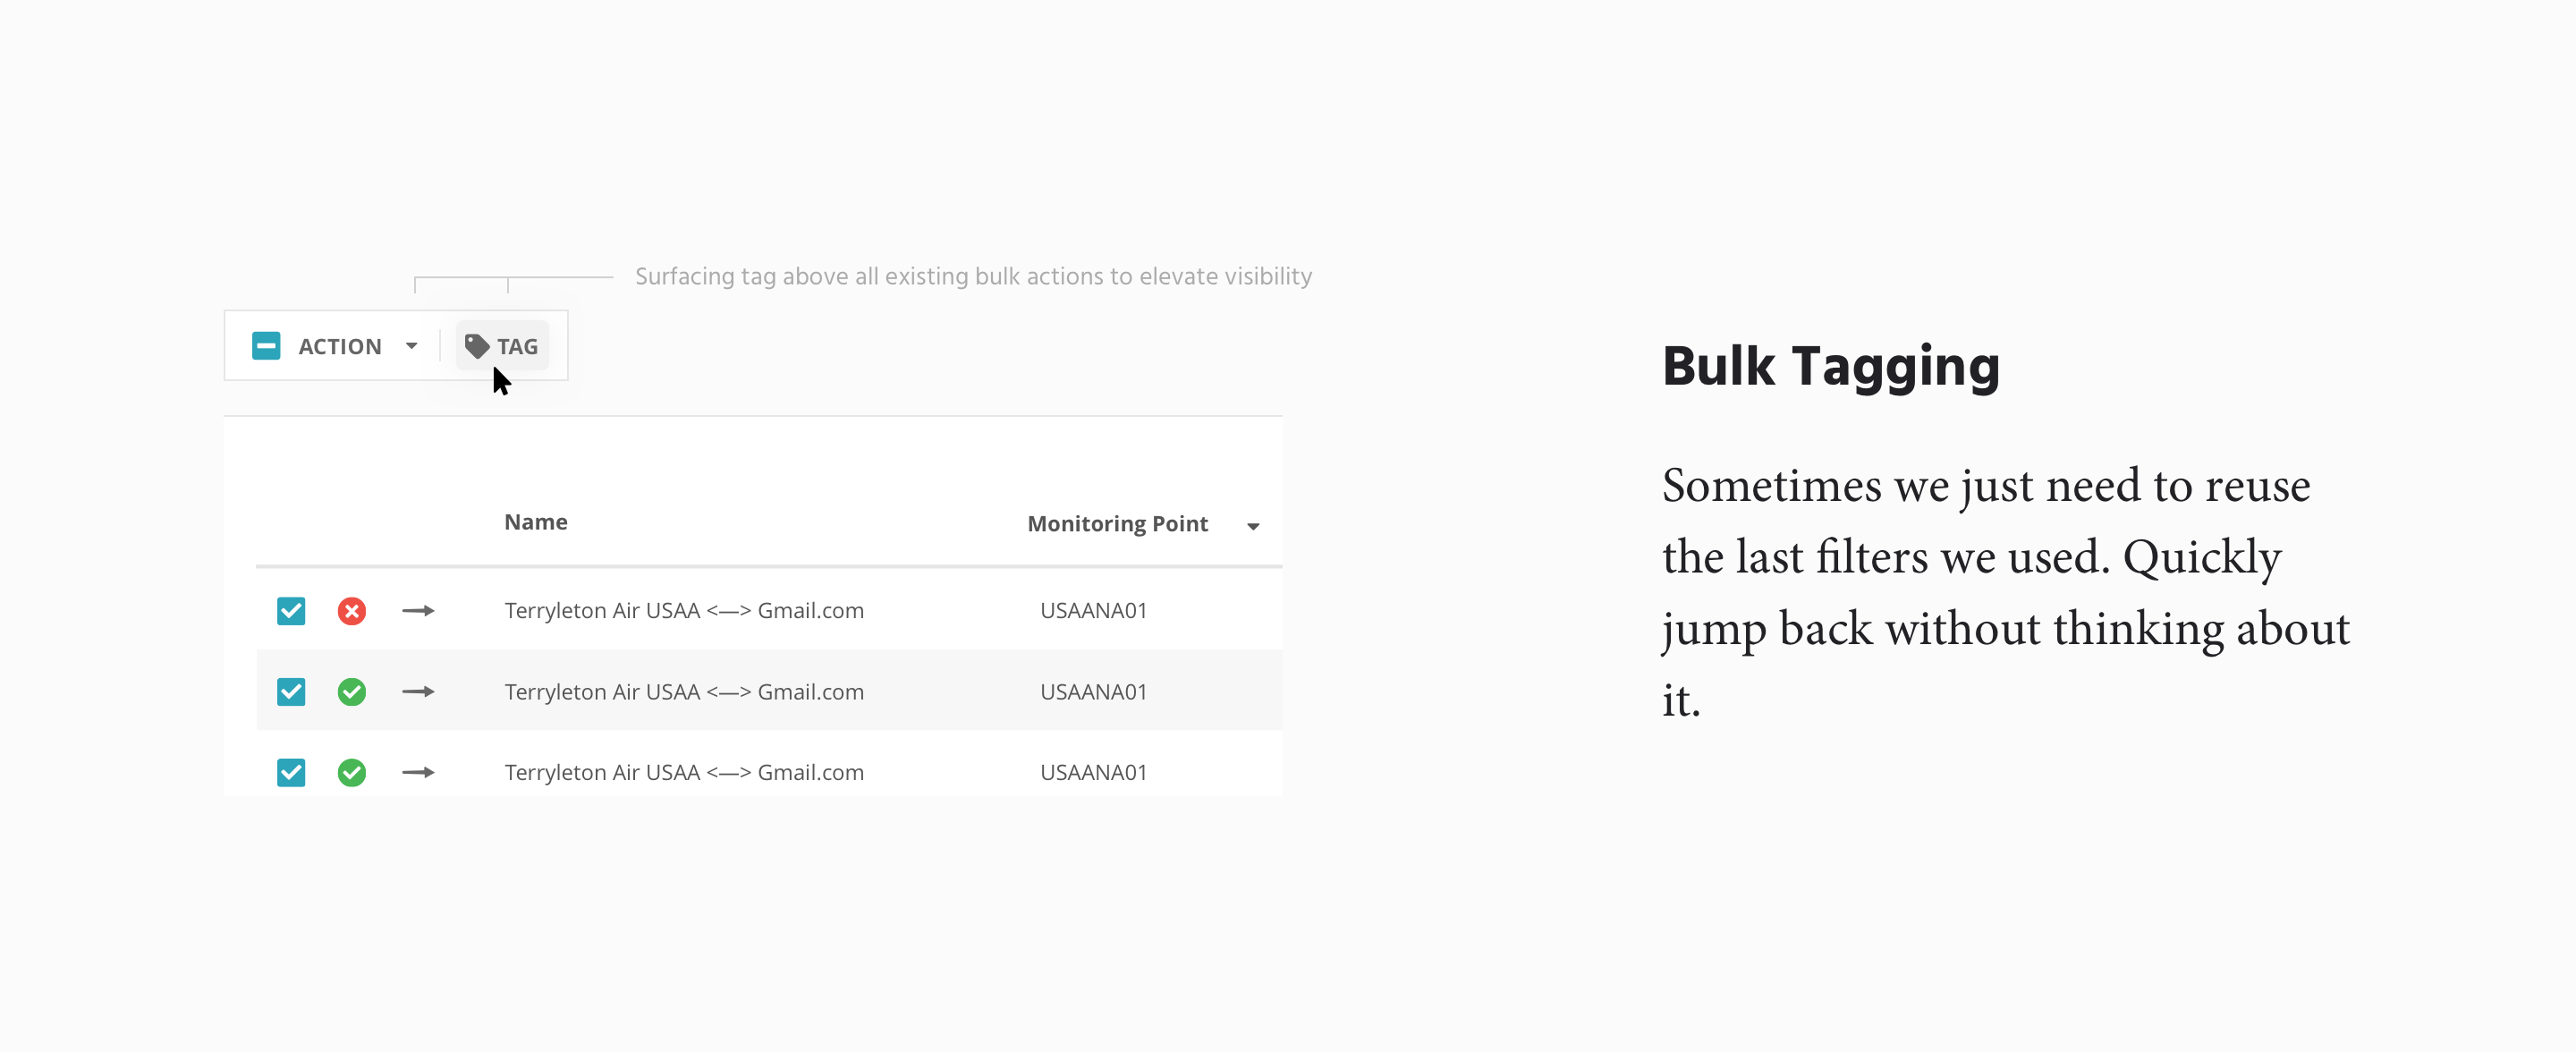 Surfacing tag above all existing bulk actions to elevate visibility
ACTION TAG
Name Monitoring Point
Terryleton Air USAA <—> Gmail.com USAANA01
Terryleton Air USAA <—> Gmail.com USAANA01
Terryleton Air USAA <—> Gmail.com USAANA01
Bulk Tagging
Sometimes we just need to reuse
the last filters we used. Quickly
jump back without thinking about
it.